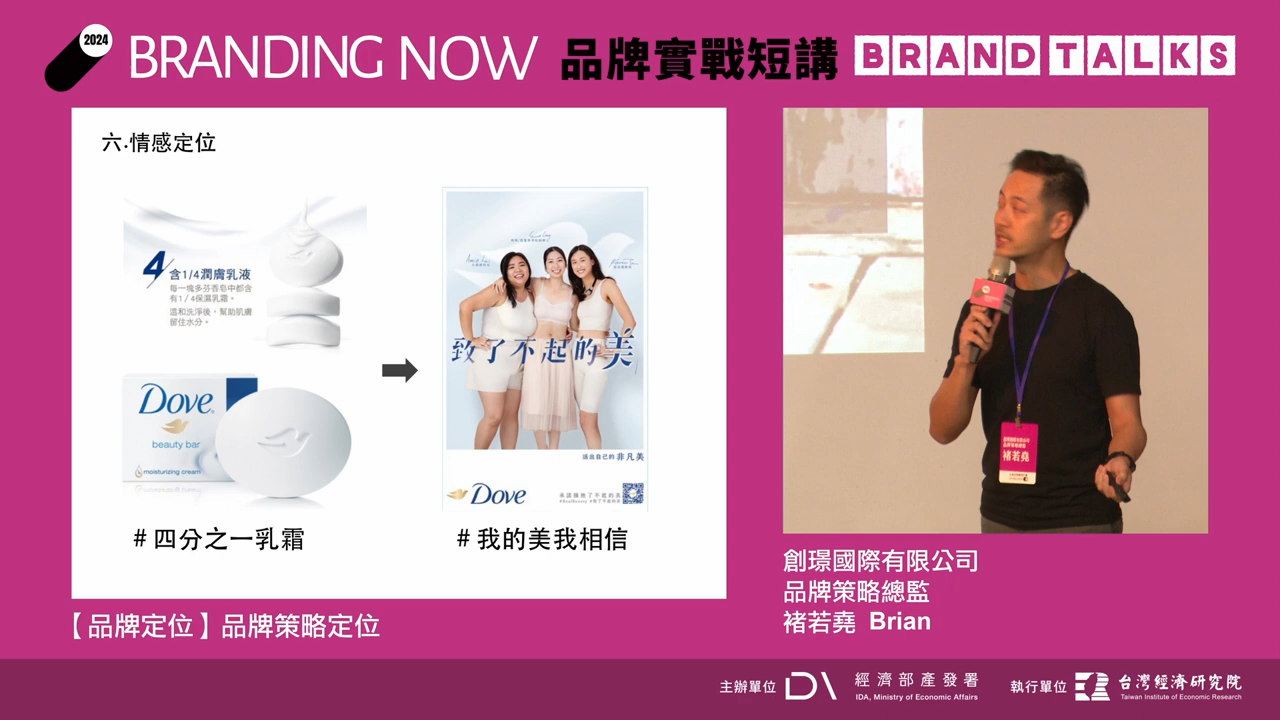 2024
BRANDING NOW 品牌實戰短講 BRAND TALKS
六.情感定位
4 含1/4潤膚乳液
每一塊多芬香皂中都含
有1/4保濕乳霜。
溫和洗淨後,幫助肌膚
留住水分。
Dove
beauty bar
moisturizing cream
#四分之一乳霜
致了不起的美
活出自己的非凡美
Dove
#我的美我相信
褚若堯
創璟國際有限公司
品牌策略總監
褚若堯 Brian
【品牌定位】品牌策略定位
主辦單位 IDA 經濟部產發署
IDA, Ministry of Economic Affairs
執行單位 台灣經濟研究院
Taiwan Institute of Economic Research